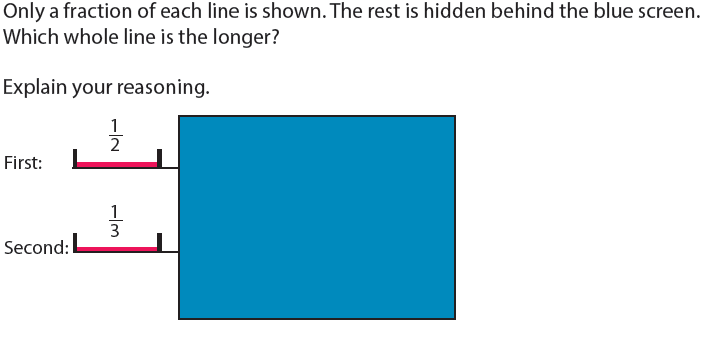 Only a fraction of each line is shown. The rest is hidden behind the blue screen.
Which whole line is the longer?
Explain your reasoning.
1
2
First:
1
3
Second: